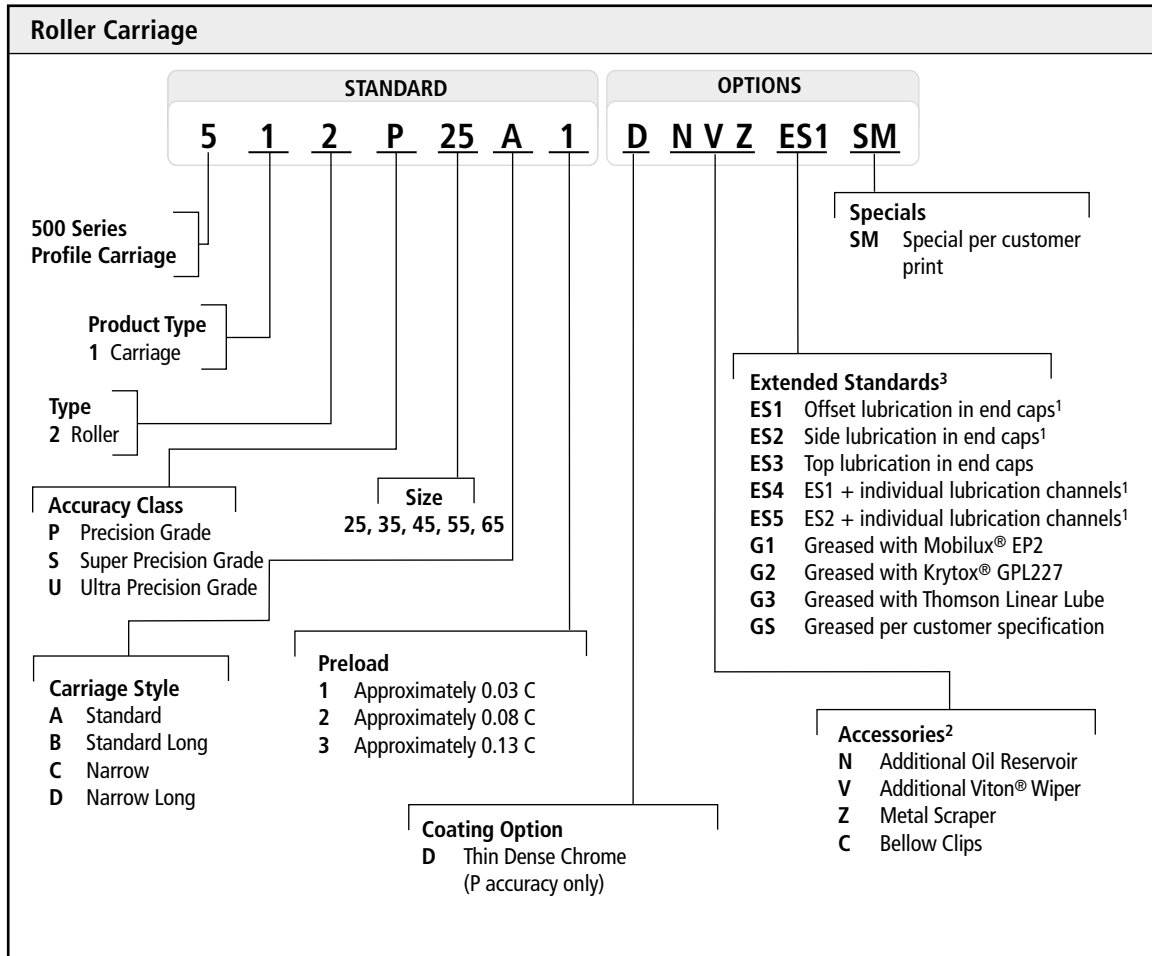 Roller Carriage
STANDARD
OPTIONS
5 1 2 P 25 A 1 D N V Z ES1 SM
500 Series
Profile Carriage
Product Type
1 Carriage
Type
2 Roller
Accuracy Class
P Precision Grade
S Super Precision Grade
U Ultra Precision Grade
Size
25, 35, 45, 55, 65
Carriage Style
A Standard
B Standard Long
C Narrow
D Narrow Long
Preload
1 Approximately 0.03 C
2 Approximately 0.08 C
3 Approximately 0.13 C
Coating Option
D Thin Dense Chrome
(P accuracy only)
Specials
SM Special per customer
print
Extended Standards³
ES1 Offset lubrication in end caps¹
ES2 Side lubrication in end caps¹
ES3 Top lubrication in end caps
ES4 ES1 + individual lubrication channels¹
ES5 ES2 + individual lubrication channels¹
G1 Greased with Mobilux® EP2
G2 Greased with Krytox® GPL227
G3 Greased with Thomson Linear Lube
GS Greased per customer specification
Accessories²
N Additional Oil Reservoir
V Additional Viton® Wiper
Z Metal Scraper
C Bellow Clips